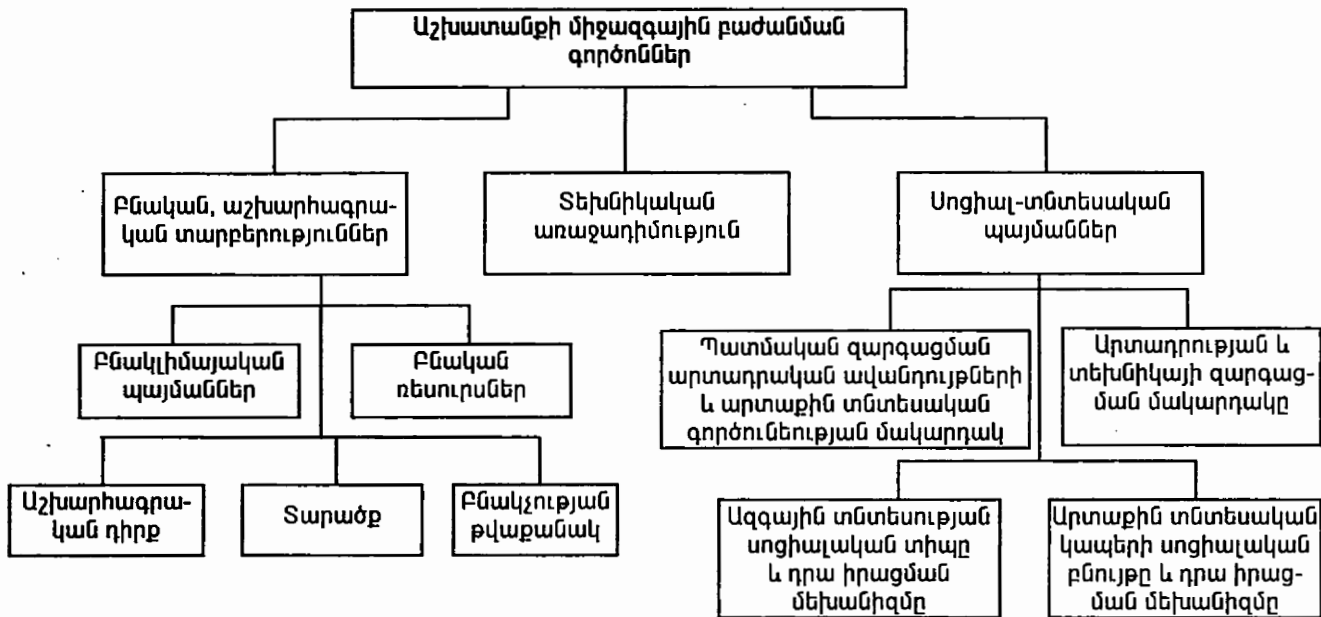 Աշխատանքի միջազգային բաժանման
գործոններ
Բնական, աշխարհագրա-
կան տարբերություններ
Տեխնիկական
առաջադիմություն
Սոցիալ-տնտեսական
պայմաններ
Բնակլիմայական
պայմաններ
Բնական
ռեսուրսներ
Պատմական զարգացման
արտադրական ավանդույթների
և արտաքին տնտեսական
գործունեության մակարդակ
Արտադրության և
տեխնիկայի զարգաց-
ման մակարդակը
Աշխարհագրա-
կան դիրք
Տարածք
Բնակչության
թվաքանակ
Ազգային տնտեսության
սոցիալական տիպը
և դրա իրացման
մեխանիզմը
Արտաքին տնտեսական
կապերի սոցիալական
բնույթը և դրա իրաց-
ման մեխանիզմը